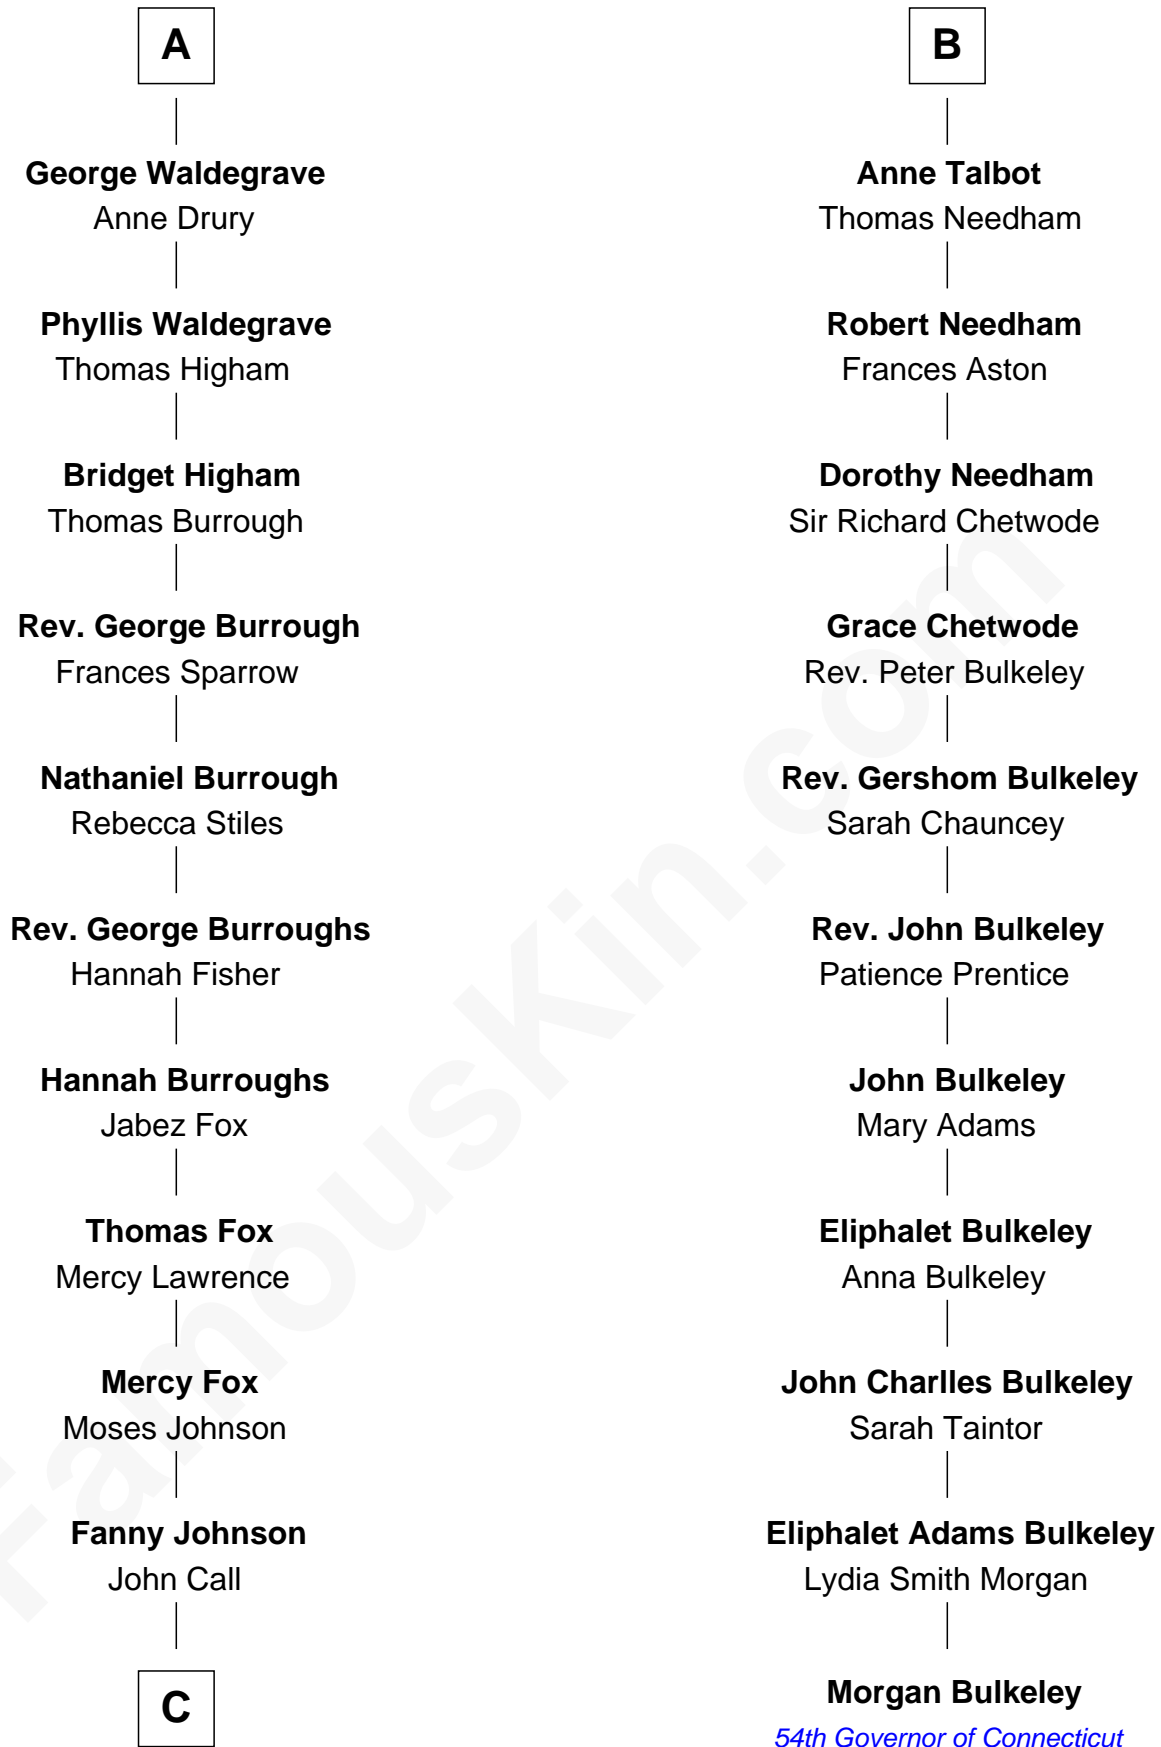 A
George Waldegrave
Anne Drury
Phyllis Waldegrave
Thomas Higham
Bridget Higham
Thomas Burrough
Rev. George Burrough
Frances Sparrow
Nathaniel Burrough
Rebecca Stiles
Rev. George Burroughs
Hannah Fisher
Hannah Burroughs
Jabez Fox
Thomas Fox
Mercy Lawrence
Mercy Fox
Moses Johnson
Fanny Johnson
John Call
C
B
Anne Talbot
Thomas Needham
Robert Needham
Frances Aston
Dorothy Needham
Sir Richard Chetwode
Grace Chetwode
Rev. Peter Bulkeley
Rev. Gershom Bulkeley
Sarah Chauncey
Rev. John Bulkeley
Patience Prentice
John Bulkeley
Mary Adams
Eliphalet Bulkeley
Anna Bulkeley
John Charlles Bulkeley
Sarah Taintor
Eliphalet Adams Bulkeley
Lydia Smith Morgan
Morgan Bulkeley
54th Governor of Connecticut
FamousKin.com